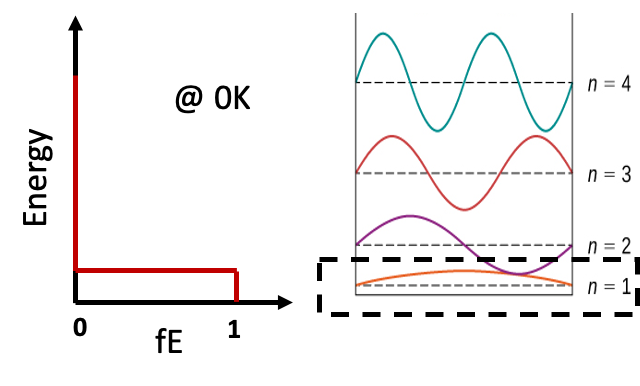 Energy
@ 0K
0
1
fE
n = 4
n = 3
n = 2
n = 1